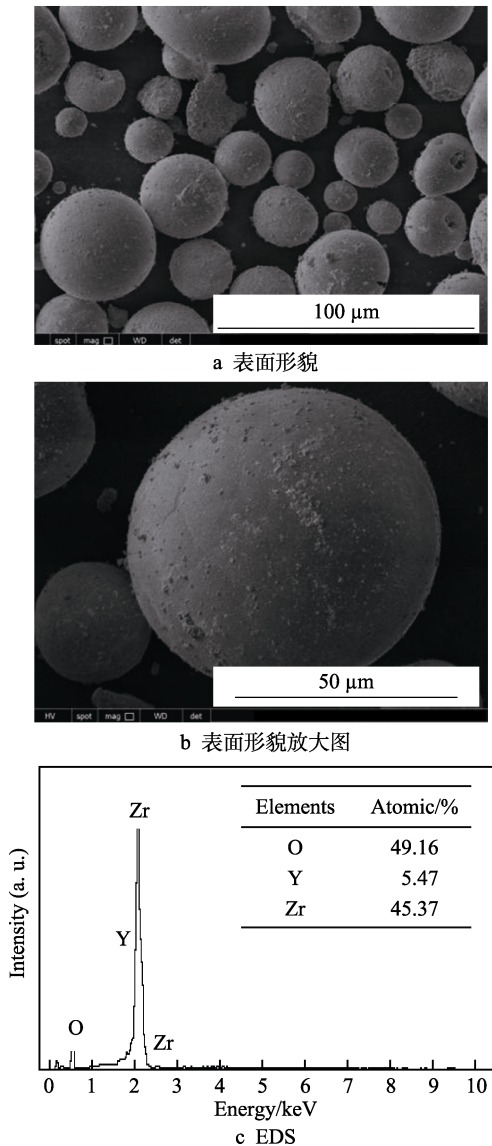 100 μm
spot mag WD det
a 表面形貌
50 μm
HV spot mag WD det
b 表面形貌放大图
Zr
Elements Atomic/%
O 49.16
Y 5.47
Zr 45.37
Y
O
Zr
Intensity (a. u.)
0 1 2 3 4 5 6 7 8 9 10
Energy/keV
c EDS